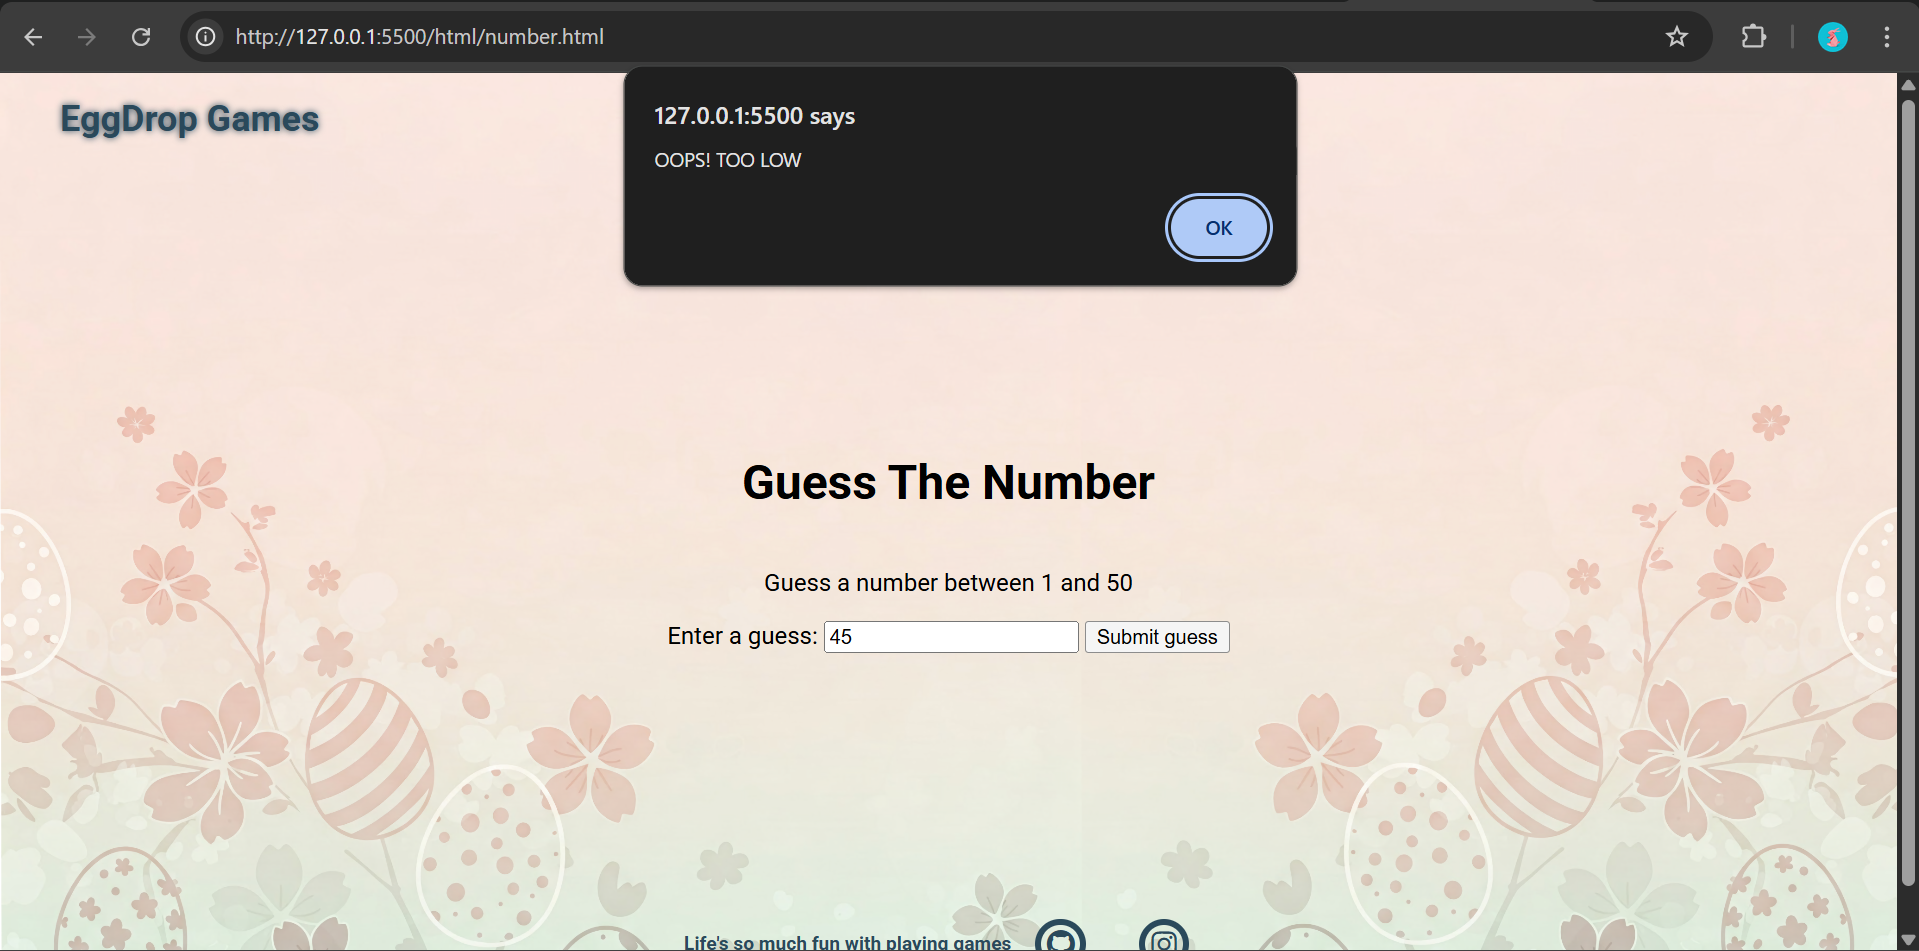 http://127.0.0.1:5500/html/number.html
EggDrop Games
127.0.0.1:5500 says
OOPS! TOO LOW
OK
Guess The Number
Guess a number between 1 and 50
Enter a guess: 45 Submit guess
Life's so much fun with playing games